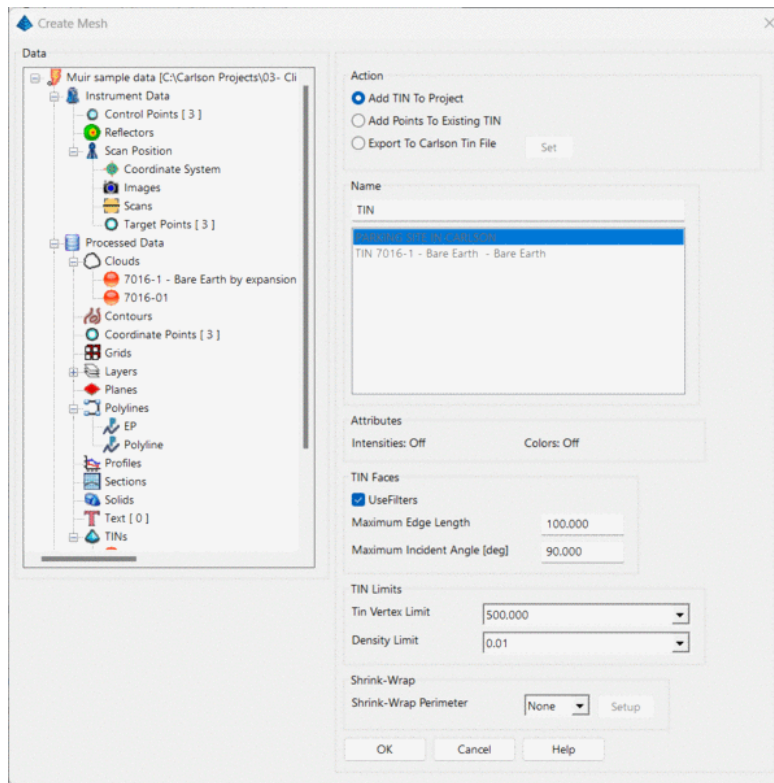 Create Mesh
Data
Muir sample data [C:\Carlson Projects\03- Cli
Instrument Data
Control Points [ 3 ]
Reflectors
Scan Position
Coordinate System
Images
Scans
Target Points [ 3 ]
Processed Data
Clouds
7016-1 - Bare Earth by expansion
7016-01
Contours
Coordinate Points [ 3 ]
Grids
Layers
Planes
Polylines
EP
Polyline
Profiles
Sections
Solids
Text [ 0 ]
TINs
Action
Add TIN To Project
Add Points To Existing TIN
Export To Carlson Tin File
Set
Name
TIN
PARKING SITE IN CARLSON
TIN 7016-1 - Bare Earth - Bare Earth
Attributes
Intensities: Off Colors: Off
TIN Faces
UseFilters
Maximum Edge Length 100.000
Maximum Incident Angle [deg] 90.000
TIN Limits
Tin Vertex Limit 500.000
Density Limit 0.01
Shrink-Wrap
Shrink-Wrap Perimeter None Setup
OK Cancel Help